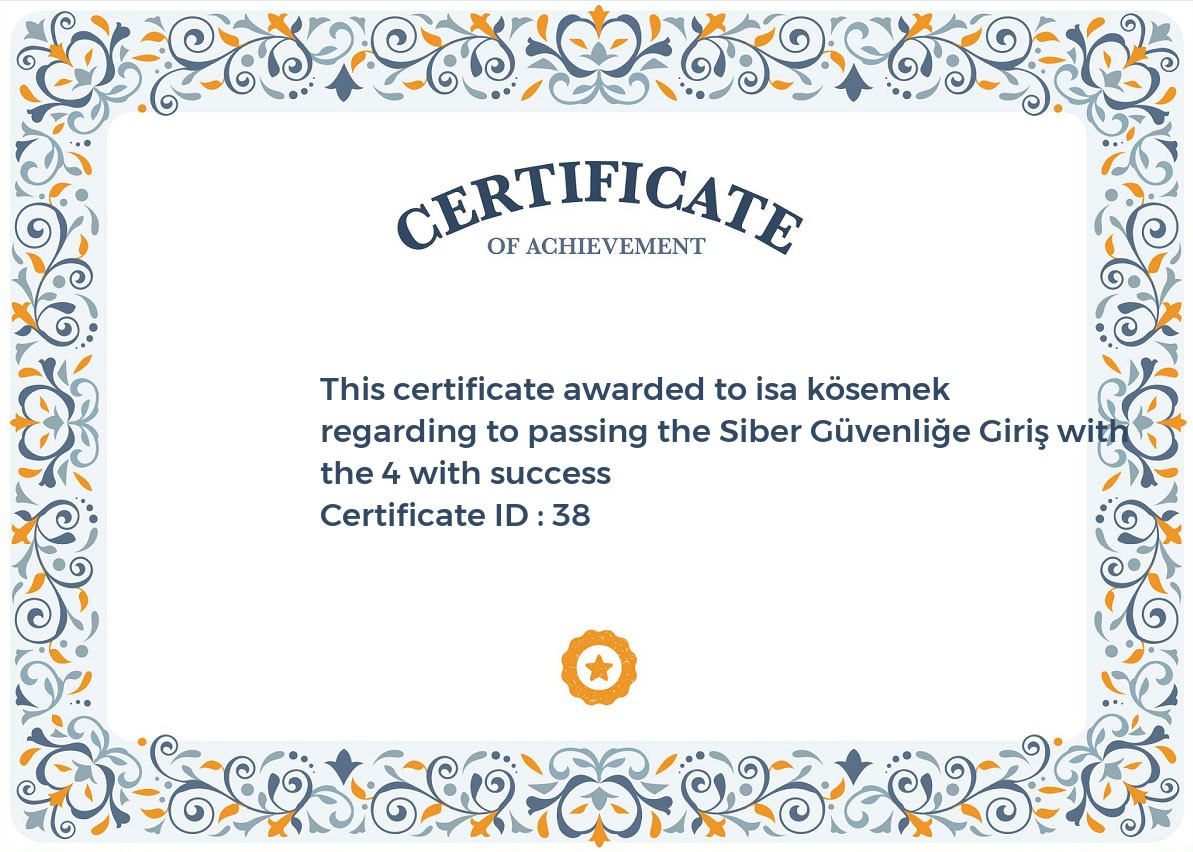 CERTIFICATE
OF ACHIEVEMENT
This certificate awarded to isa kösemek
regarding to passing the Siber Güvenliğe Giriş with
the 4 with success
Certificate ID : 38